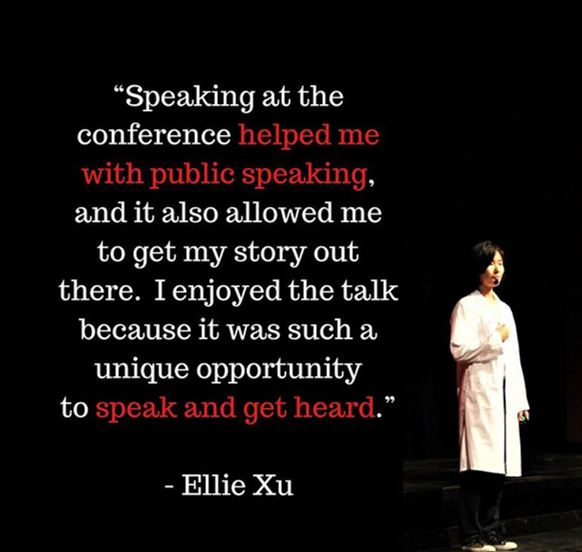 “Speaking at the
conference helped me
with public speaking,
and it also allowed me
to get my story out
there.  I enjoyed the talk
because it was such a
unique opportunity
to speak and get heard.”
- Ellie Xu